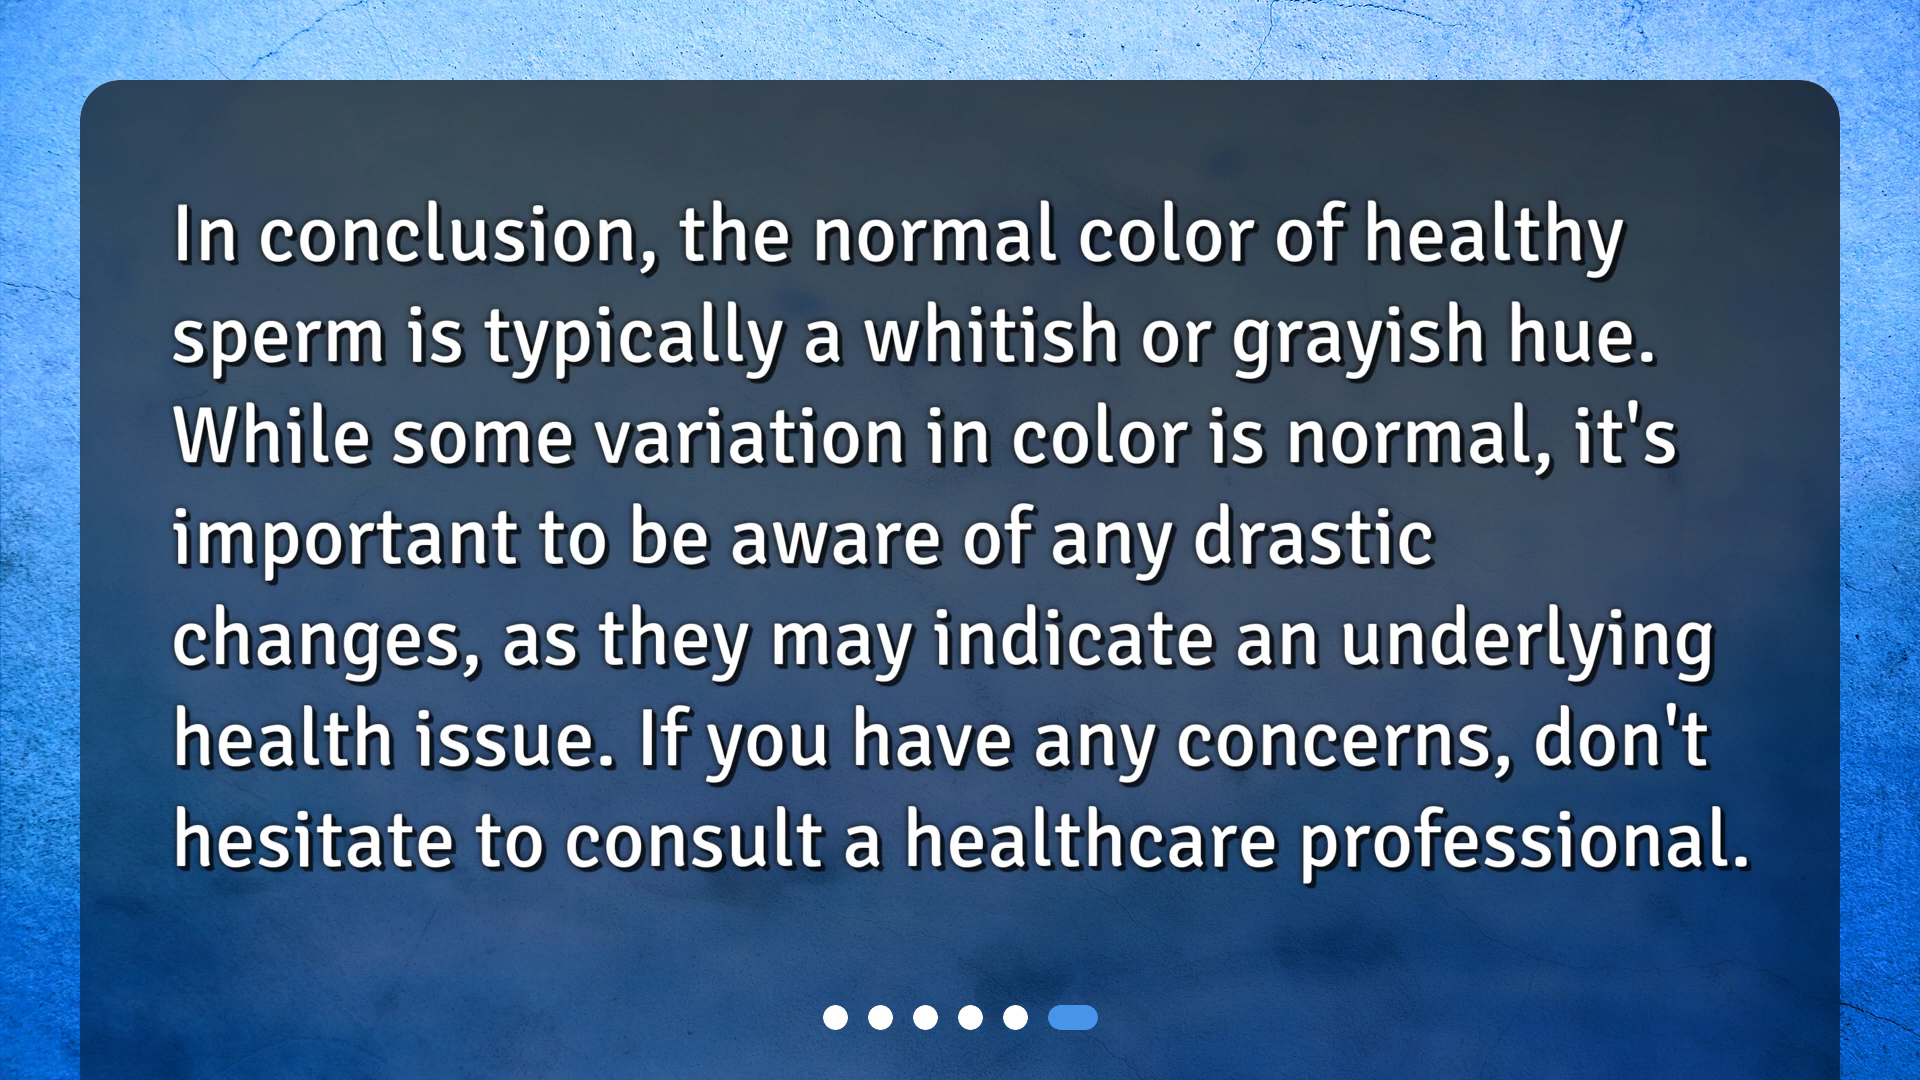 In conclusion, the normal color of healthy
sperm is typically a whitish or grayish hue.
While some variation in color is normal, it's
important to be aware of any drastic
changes, as they may indicate an underlying
health issue. If you have any concerns, don't
hesitate to consult a healthcare professional.